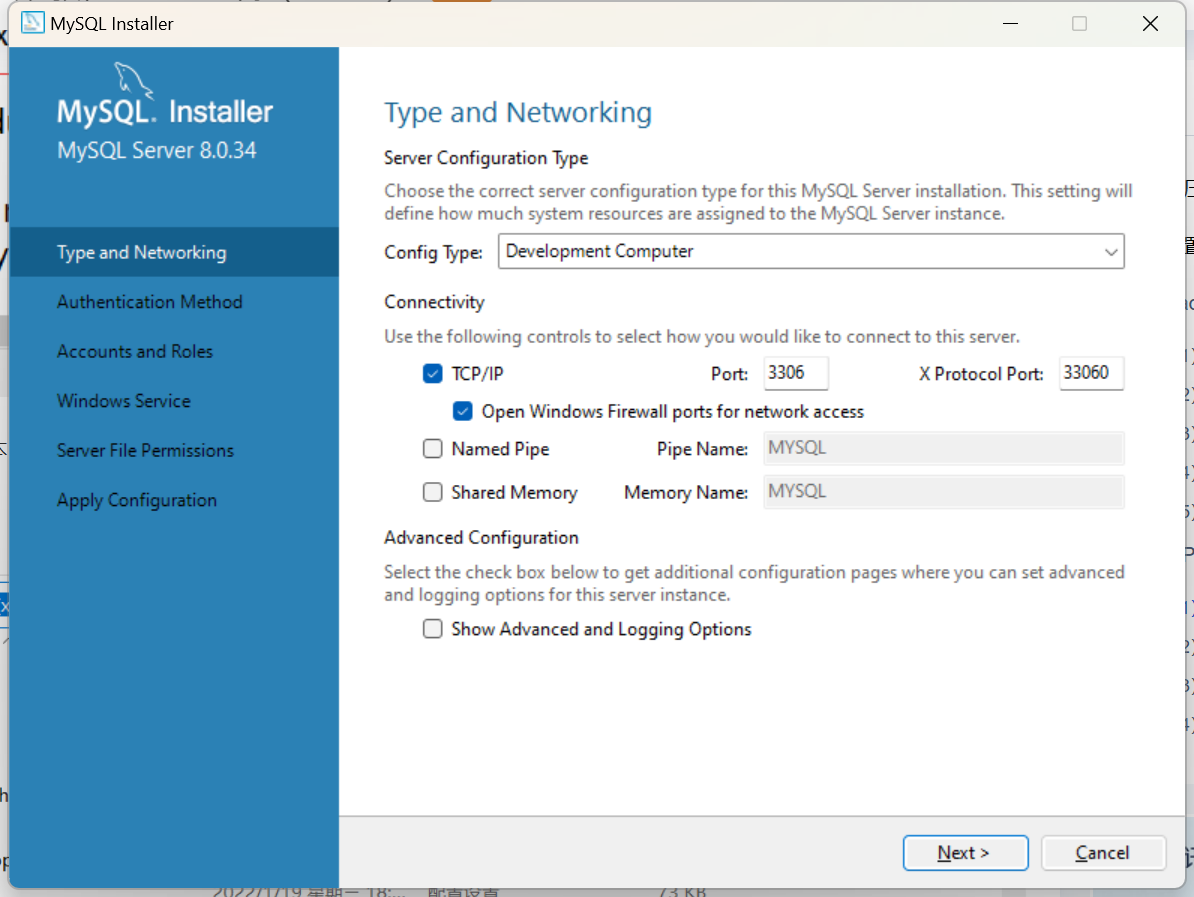 MySQL Installer
MySQL. Installer
MySQL Server 8.0.34
Type and Networking
Authentication Method
Accounts and Roles
Windows Service
Server File Permissions
Apply Configuration
Type and Networking
Server Configuration Type
Choose the correct server configuration type for this MySQL Server installation. This setting will
define how much system resources are assigned to the MySQL Server instance.
Config Type: Development Computer
Connectivity
Use the following controls to select how you would like to connect to this server.
TCP/IP Port: 3306 X Protocol Port: 33060
Open Windows Firewall ports for network access
Named Pipe Pipe Name: MYSQL
Shared Memory Memory Name: MYSQL
Advanced Configuration
Select the check box below to get additional configuration pages where you can set advanced
and logging options for this server instance.
Show Advanced and Logging Options
Next > Cancel